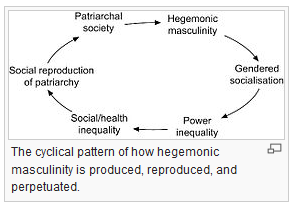 Patriarchal
society
Hegemonic
masculinity
Gendered
socialisation
Power
inequality
Social/health
inequality
Social reproduction
of patriarchy
The cyclical pattern of how hegemonic
masculinity is produced, reproduced, and
perpetuated.